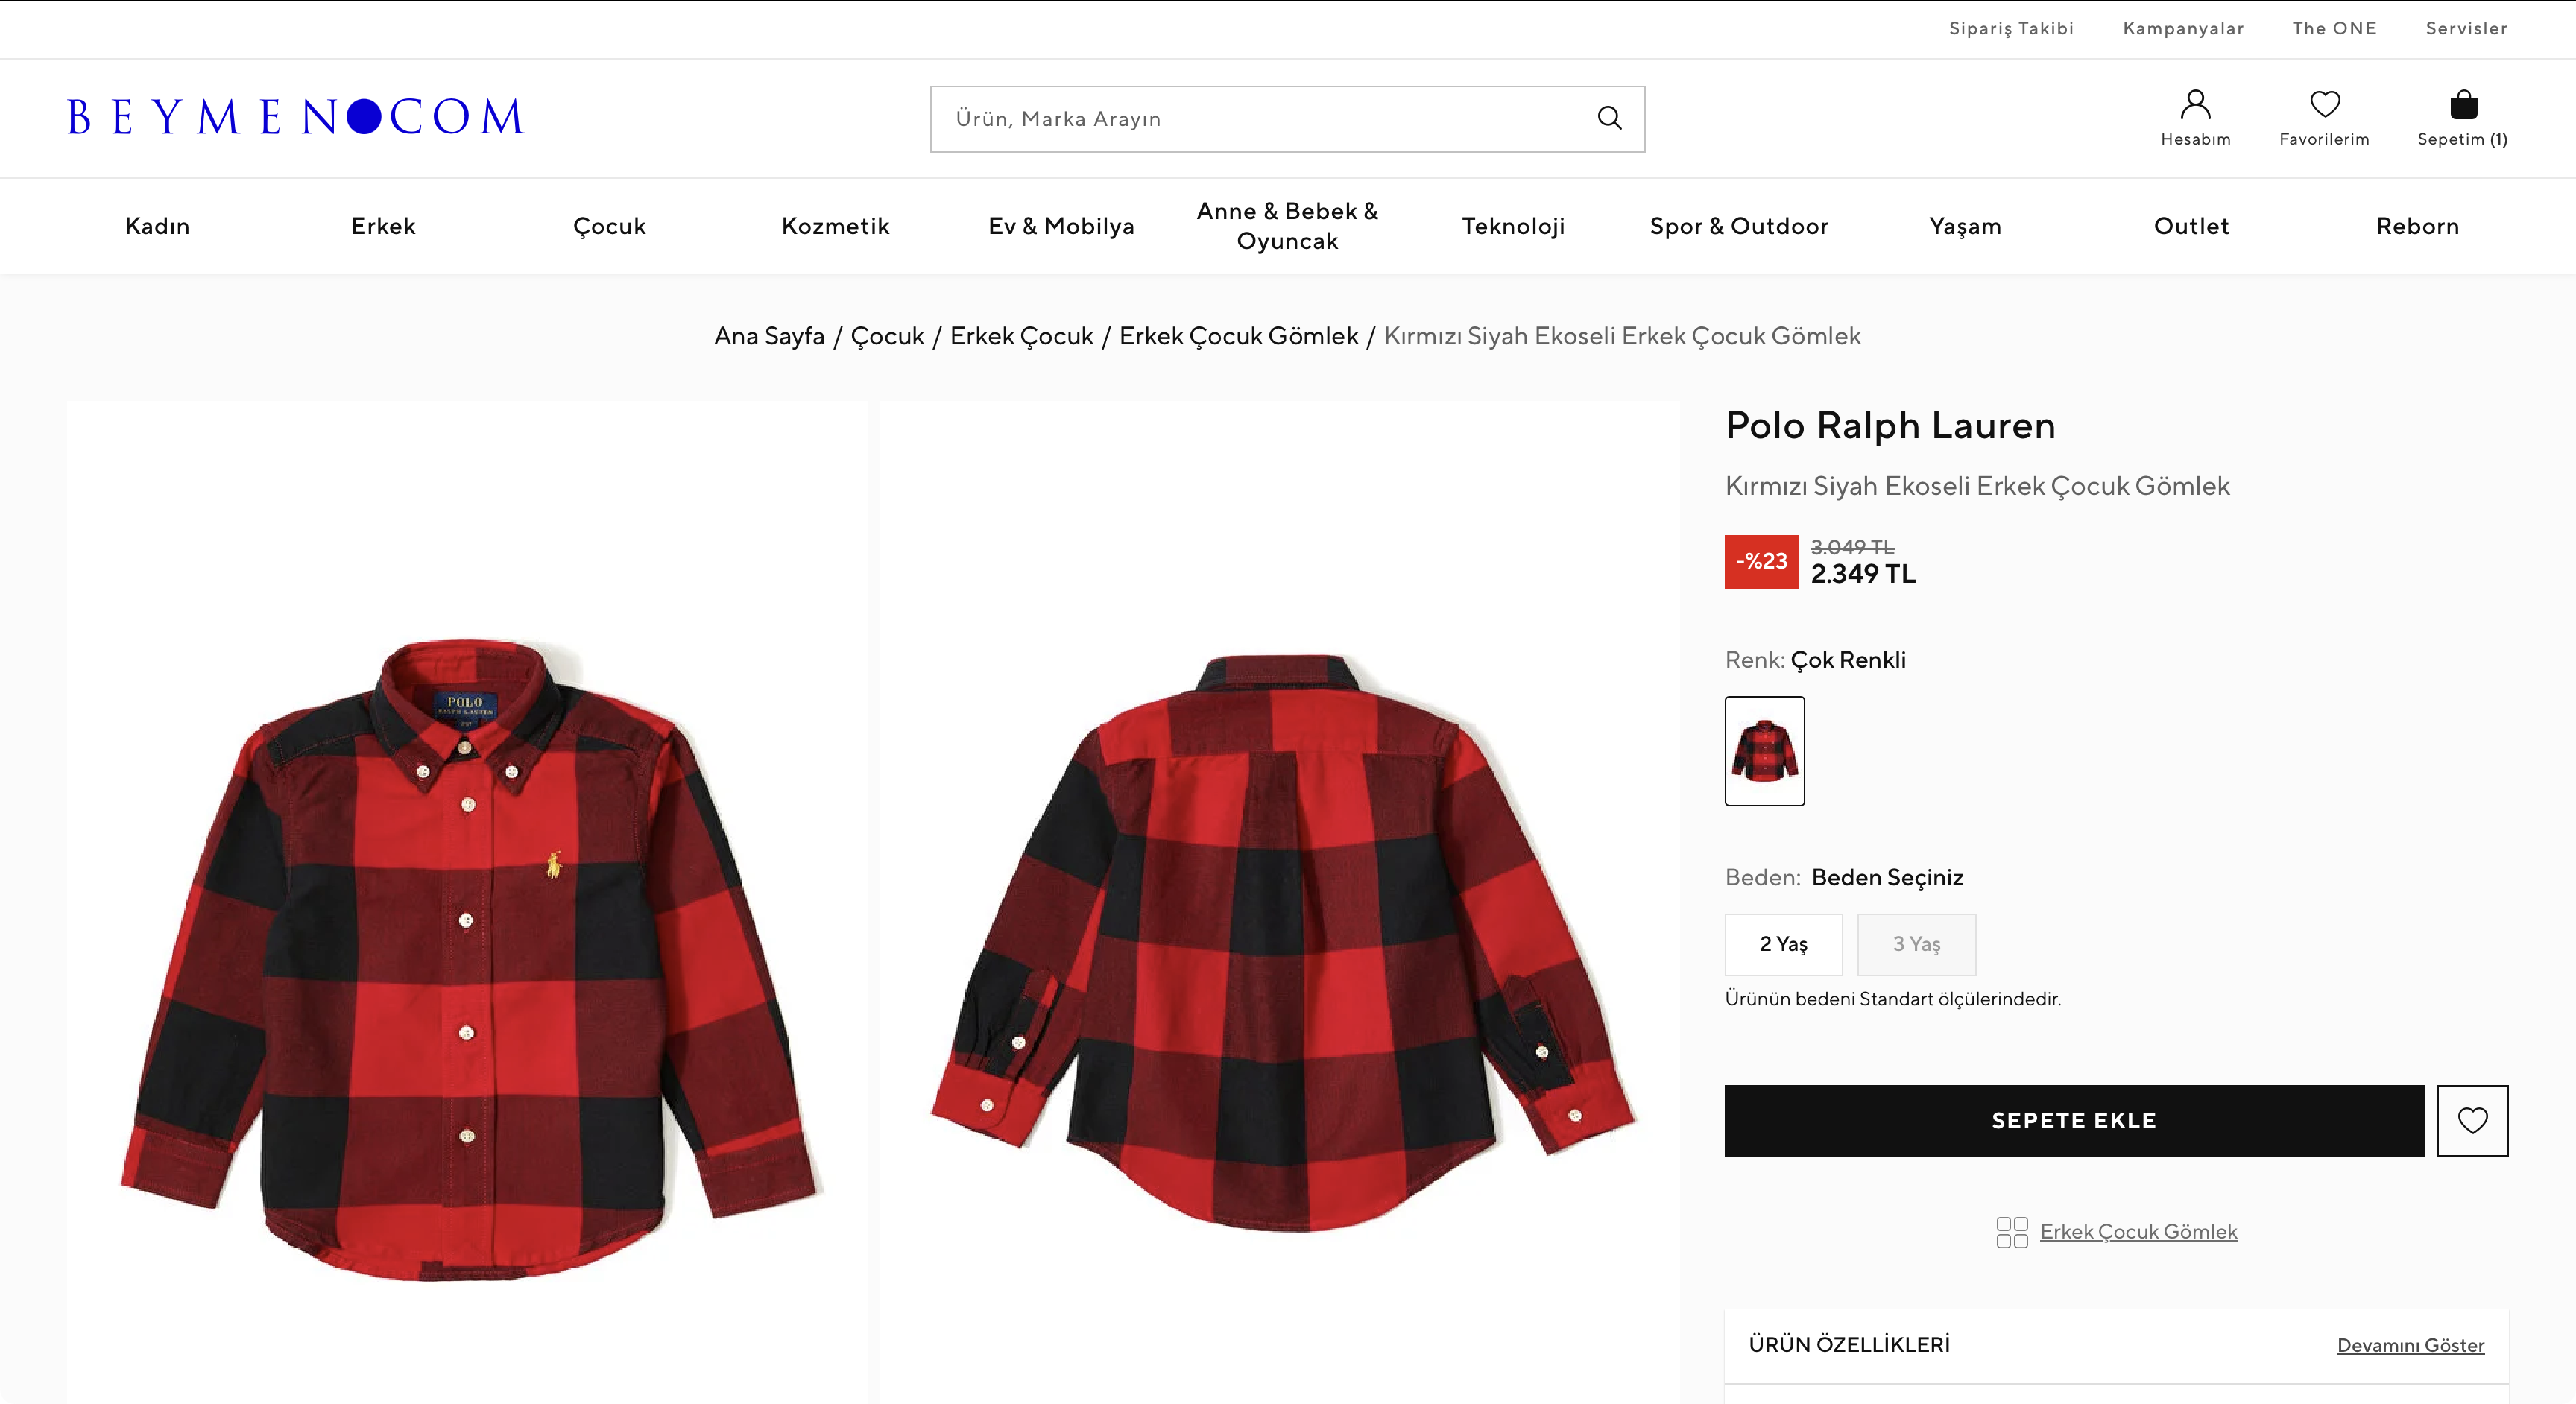 Sipariş Takibi Kampanyalar The ONE Servisler
BEYMEN COM
Ürün, Marka Arayın
Hesabım Favorilerim Sepetim (1)
Kadın Erkek Çocuk Kozmetik Ev & Mobilya Anne & Bebek & Oyuncak Teknoloji Spor & Outdoor Yaşam Outlet Reborn
Ana Sayfa / Çocuk / Erkek Çocuk / Erkek Çocuk Gömlek / Kırmızı Siyah Ekoseli Erkek Çocuk Gömlek
POLO
RALPH LAUREN
Polo Ralph Lauren
Kırmızı Siyah Ekoseli Erkek Çocuk Gömlek
-%23
3.049 TL
2.349 TL
Renk: Çok Renkli
Beden: Beden Seçiniz
2 Yaş 3 Yaş
Ürünün bedeni Standart ölçülerindedir.
SEPETE EKLE
Erkek Çocuk Gömlek
ÜRÜN ÖZELLİKLERİ Devamını Göster